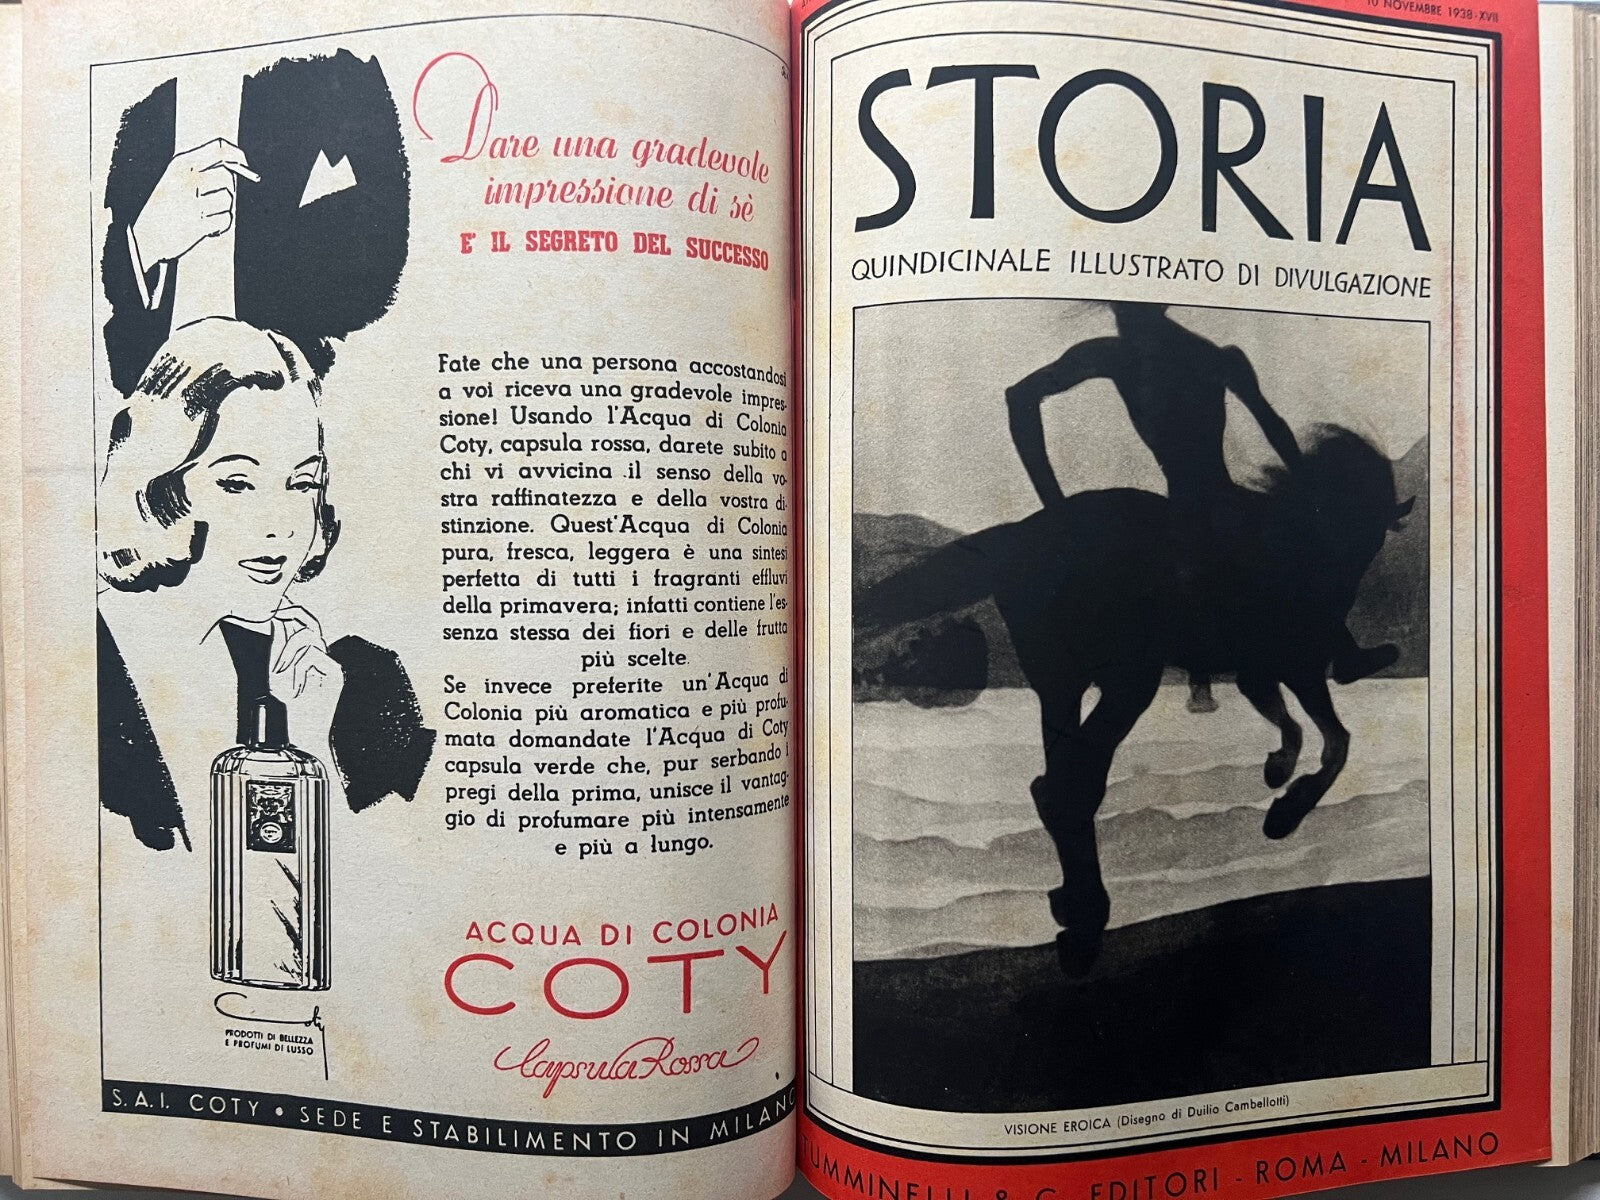 Dare una gradevole
impressione di sè
E' IL SEGRETO DEL SUCCESSO
Fate che una persona accostandosi
a voi riceva una gradevole impres-
sione! Usando l'Acqua di Colonia
Coty, capsula rossa, darete subito a
chi vi avvicina il senso della vo-
stra raffinatezza e della vostra di-
stinzione. Quest'Acqua di Colonia
pura, fresca, leggera è una sintesi
perfetta di tutti i fragranti effluvi
della primavera; infatti contiene l'es-
senza stessa dei fiori e delle frutta
più scelte.
Se invece preferite un'Acqua di
Colonia più aromatica e più profu-
mata domandate l'Acqua di Coty
capsula verde che, pur serbando i
pregi della prima, unisce il vantag-
gio di profumare più intensamente
e più a lungo.
ACQUA DI COLONIA
COTY
Capsula Rossa
Coty
PRODOTTI DI BELLEZZA
E PROFUMI DI LUSSO
S.A.I. COTY • SEDE E STABILIMENTO IN MILANO
10 NOVEMBRE 1938-XVII
STORIA
QUINDICINALE ILLUSTRATO DI DIVULGAZIONE
VISIONE EROICA (Disegno di Duilio Cambellotti)
TUMMINELLI & C. EDITORI - ROMA - MILANO